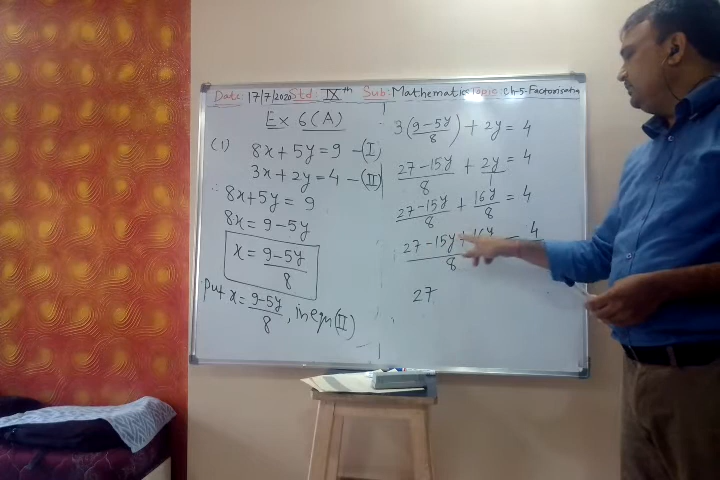 Date: 17/7/2020 Std: IXth Sub: Mathematics Topic: Ch-5-Factorisatn
Ex 6(A)
(1) 8x + 5y = 9 - (I)
3x + 2y = 4 - (II)
∴ 8x + 5y = 9
8x = 9 - 5y
x = 9-5y/8
Put x = 9-5y/8, in eqn (II)
3(9-5y/8) + 2y = 4
27-15y/8 + 2y/1 = 4
27-15y/8 + 16y/8 = 4
27-15y+16y/8 = 4
27